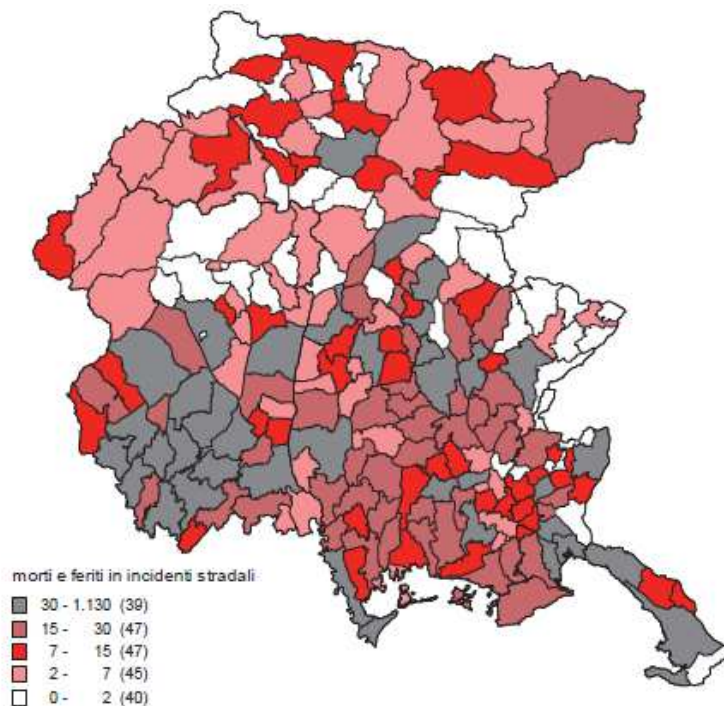 morti e feriti in incidenti stradali
30 - 1.130 (39)
15 - 30 (47)
7 - 15 (47)
2 - 7 (45)
0 - 2 (40)